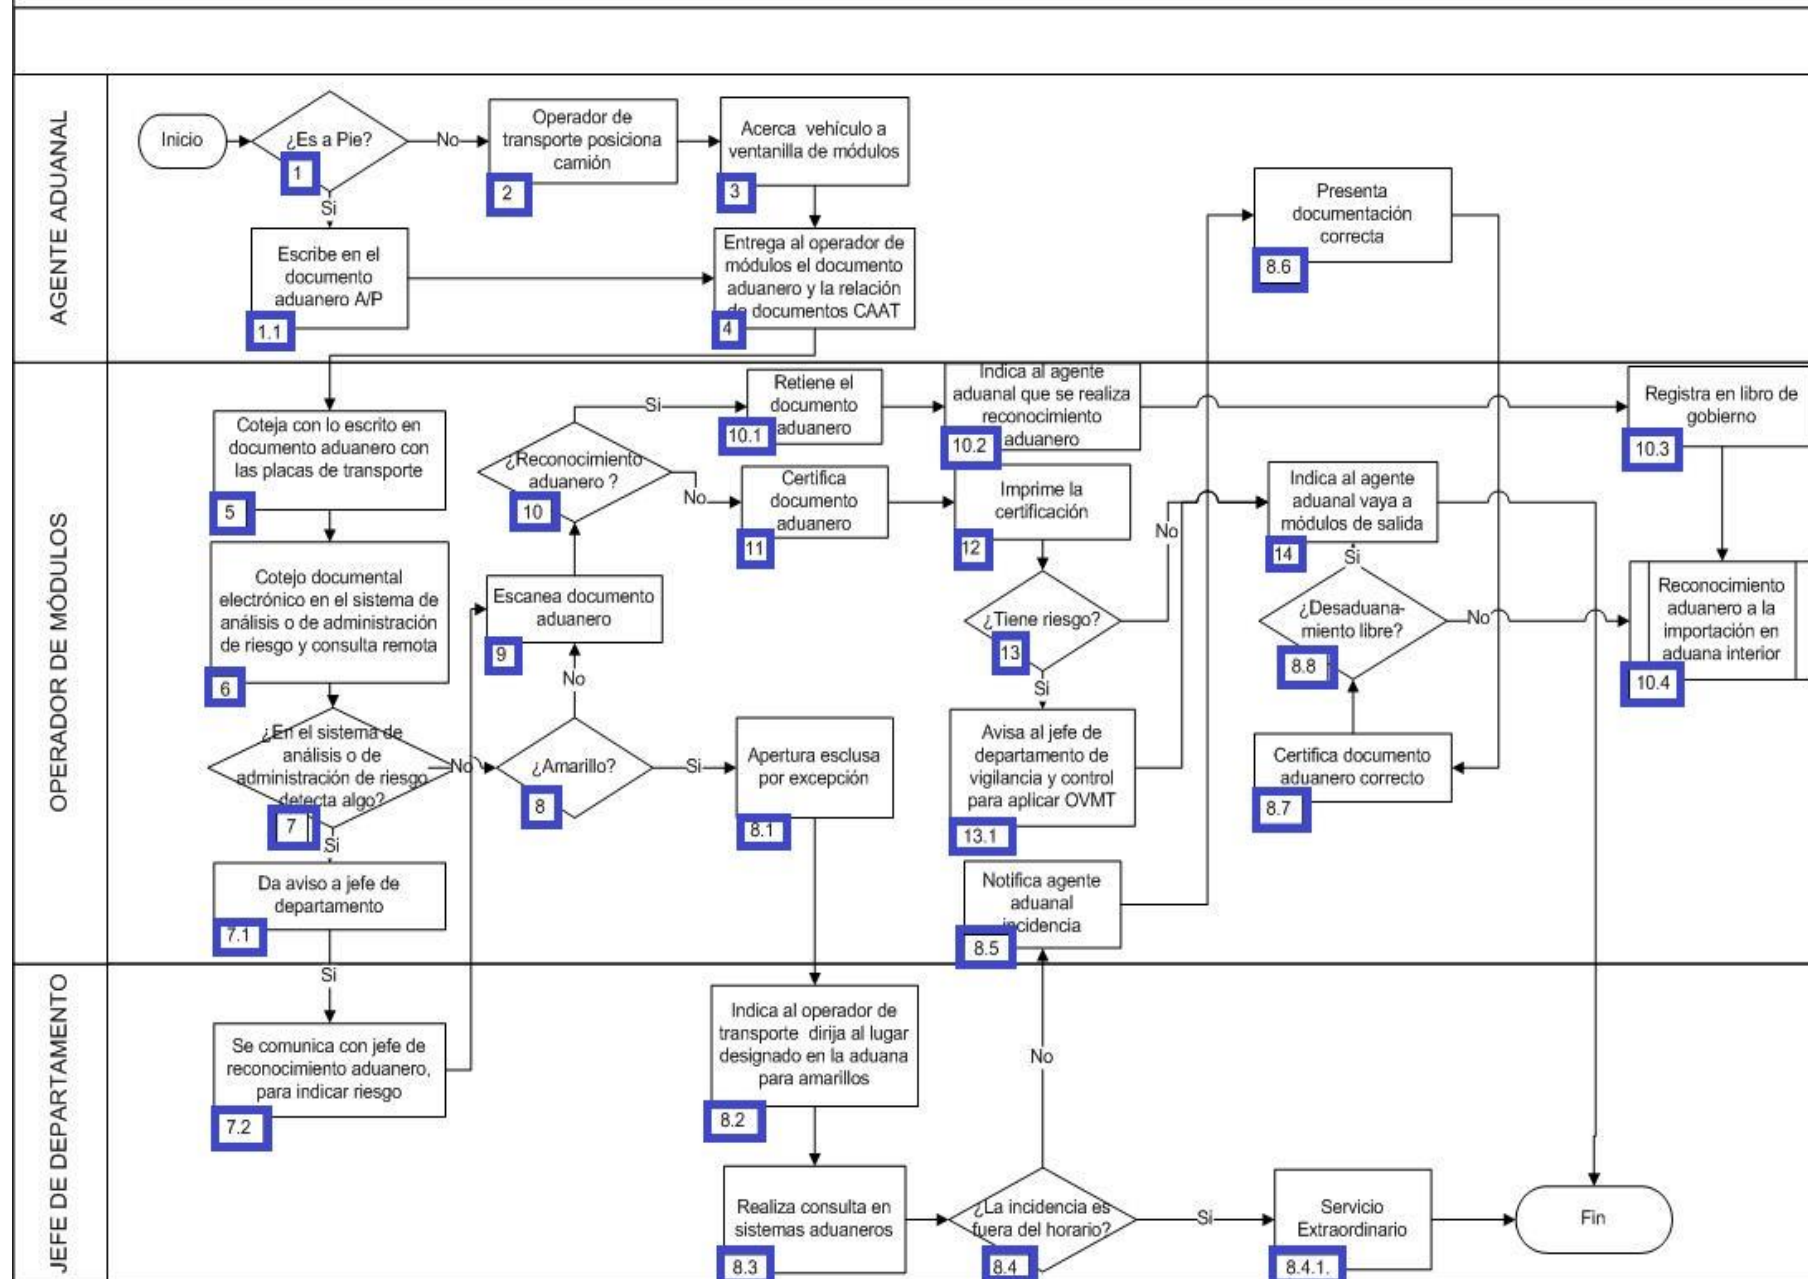 AGENTE ADUANAL
Inicio
¿Es a Pie?
1
No
Si
Operador de
transporte posiciona
camión
2
Acerca vehículo a
ventanilla de módulos
3
Escribe en el
documento
aduanero A/P
1.1
Entrega al operador de
módulos el documento
aduanero y la relación
de documentos CAAT
4
Presenta
documentación
correcta
8.6
OPERADOR DE MÓDULOS
Coteja con lo escrito en
documento aduanero con
las placas de transporte
5
Cotejo documental
electrónico en el sistema de
análisis o de administración
de riesgo y consulta remota
6
¿En el sistema de
análisis o de
administración de riesgo
detecta algo?
7
No
Si
Da aviso a jefe de
departamento
7.1
¿Amarillo?
8
No
Si
Escanea documento
aduanero
9
¿Reconocimiento
aduanero ?
10
Si
No
Retiene el
documento
aduanero
10.1
Indica al agente
aduanal que se realiza
reconocimiento
aduanero
10.2
Registra en libro de
gobierno
10.3
Certifica
documento
aduanero
11
Imprime la
certificación
12
¿Tiene riesgo?
13
No
Si
Avisa al jefe de
departamento de
vigilancia y control
para aplicar OVMT
13.1
Indica al agente
aduanal vaya a
módulos de salida
14
Si
¿Desaduana-
miento libre?
8.8
No
Reconocimiento
aduanero a la
importación en
aduana interior
10.4
Certifica documento
aduanero correcto
8.7
Apertura esclusa
por excepción
8.1
Notifica agente
aduanal
incidencia
8.5
JEFE DE DEPARTAMENTO
Si
Se comunica con jefe de
reconocimiento aduanero,
para indicar riesgo
7.2
Indica al operador de
transporte dirija al lugar
designado en la aduana
para amarillos
8.2
Realiza consulta en
sistemas aduaneros
8.3
No
¿La incidencia es
fuera del horario?
8.4
Si
Servicio
Extraordinario
8.4.1.
Fin